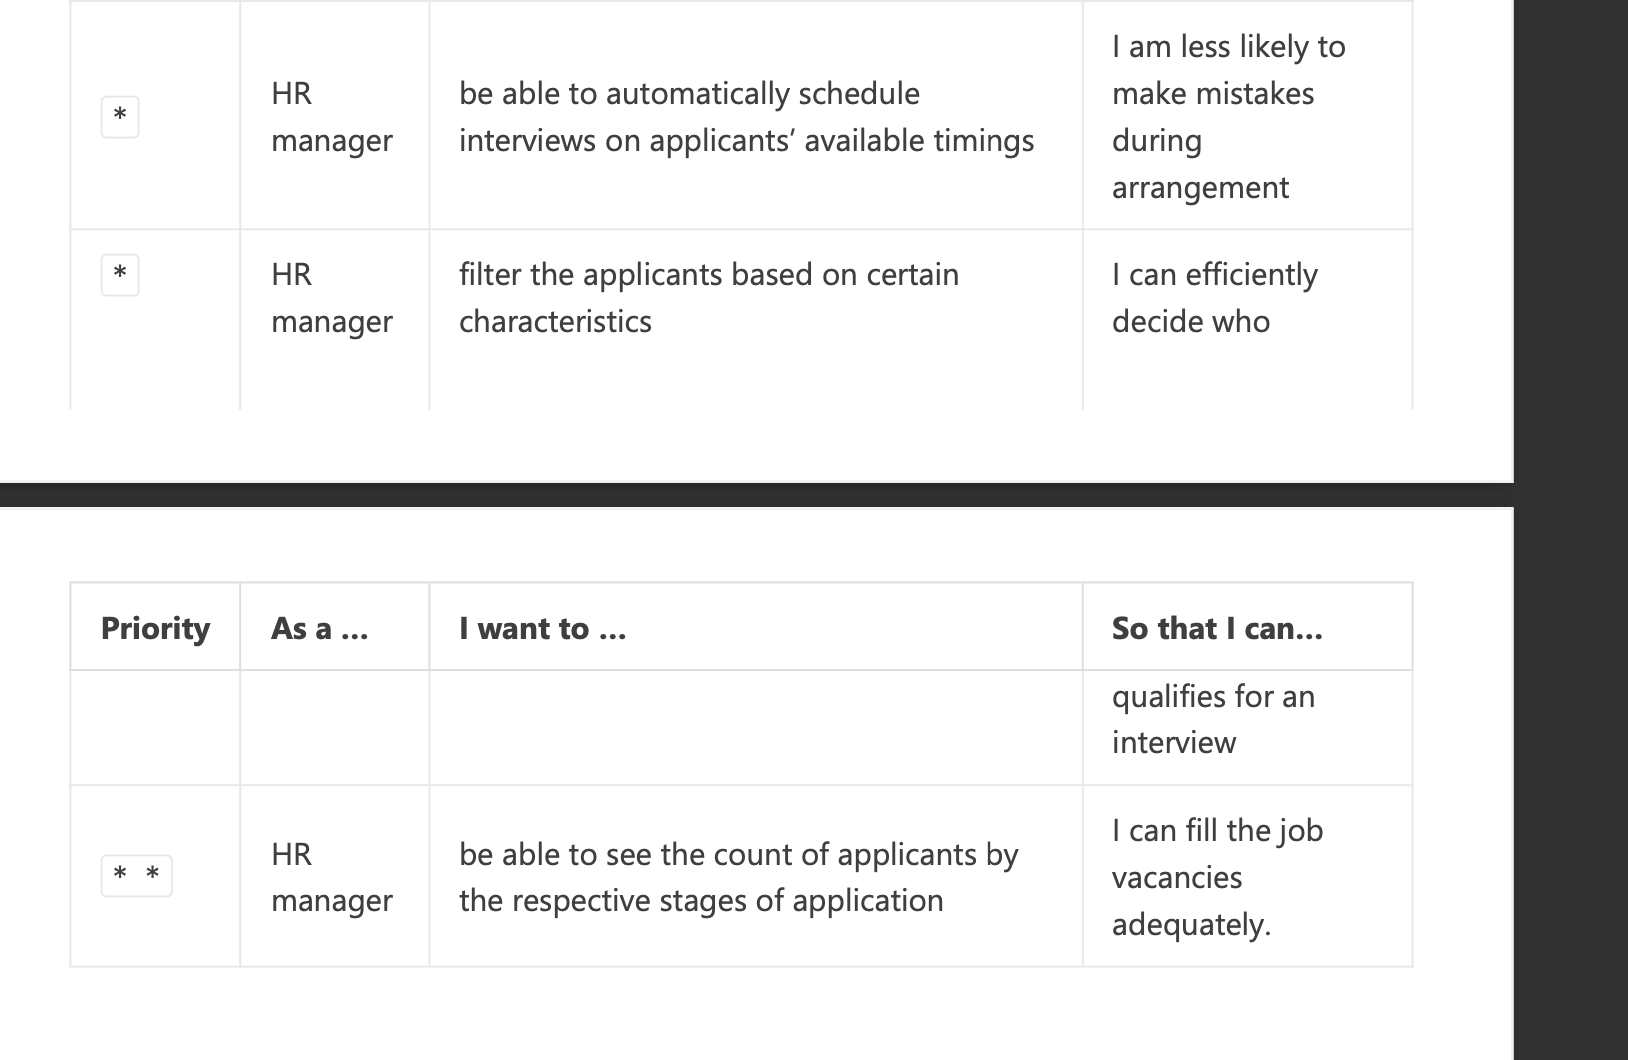 *
HR
manager
be able to automatically schedule
interviews on applicants’ available timings
I am less likely to
make mistakes
during
arrangement
*
HR
manager
filter the applicants based on certain
characteristics
I can efficiently
decide who
Priority
As a ...
I want to ...
So that I can...
qualifies for an
interview
* *
HR
manager
be able to see the count of applicants by
the respective stages of application
I can fill the job
vacancies
adequately.